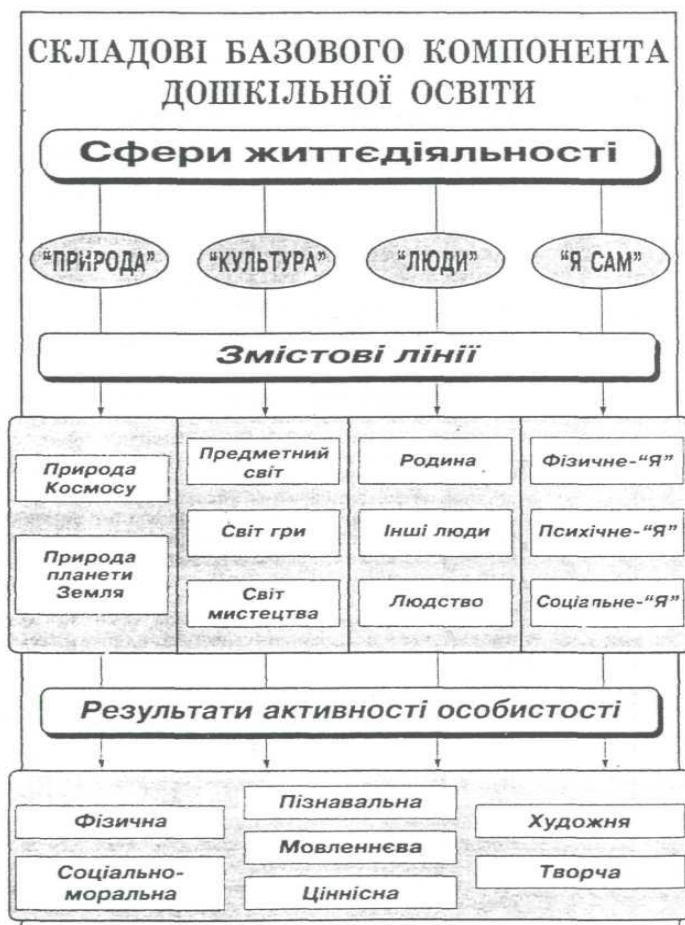 СКЛАДОВІ БАЗОВОГО КОМПОНЕНТА
ДОШКІЛЬНОЇ ОСВІТИ
Сфери життєдіяльності
“ПРИРОДА”
“КУЛЬТУРА”
“ЛЮДИ”
“Я САМ”
Змістові лінії
Природа
Космосу
Природа
планети
Земля
Предметний
світ
Світ гри
Світ
мистецтва
Родина
Інші люди
Людство
Фізичне-“Я”
Психічне-“Я”
Соціальне-“Я”
Результати активності особистості
Фізична
Соціально-
моральна
Пізнавальна
Мовленнєва
Ціннісна
Художня
Творча